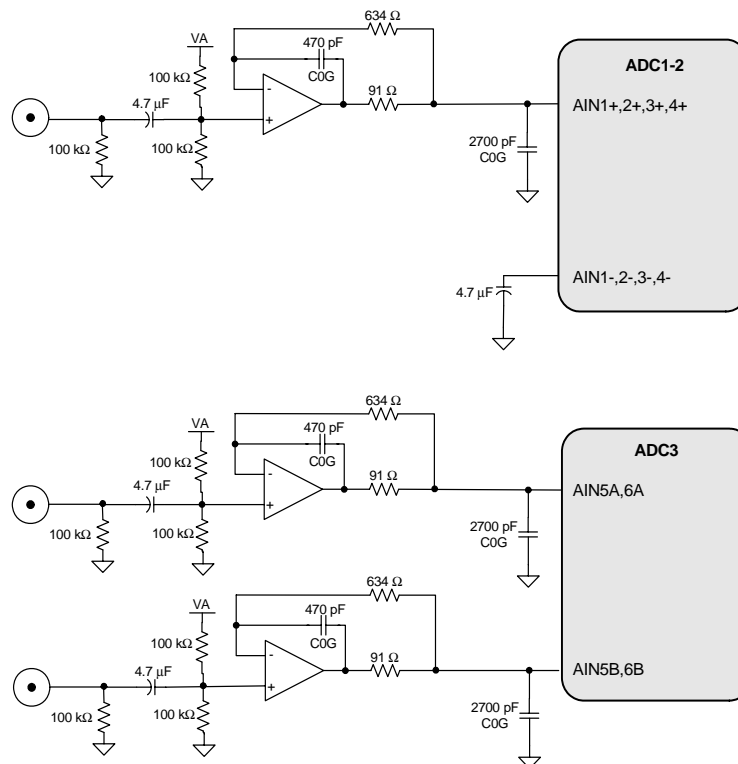 634 Ω
470 pF
C0G
VA
100 kΩ
4.7 µF
-
+
91 Ω
100 kΩ
100 kΩ
ADC1-2
AIN1+,2+,3+,4+
2700 pF
C0G
AIN1-,2-,3-,4-
4.7 µF
634 Ω
470 pF
C0G
VA
100 kΩ
4.7 µF
-
+
91 Ω
100 kΩ
100 kΩ
ADC3
AIN5A,6A
2700 pF
C0G
634 Ω
470 pF
C0G
VA
100 kΩ
4.7 µF
-
+
91 Ω
100 kΩ
100 kΩ
AIN5B,6B
2700 pF
C0G